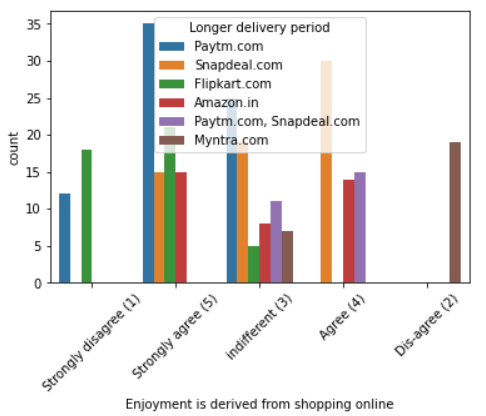 Longer delivery period
Paytm.com
Snapdeal.com
Flipkart.com
Amazon.in
Paytm.com, Snapdeal.com
Myntra.com
35
30
25
20
15
10
5
0
count
Strongly disagree (1)
Strongly agree (5)
indifferent (3)
Agree (4)
Dis-agree (2)
Enjoyment is derived from shopping online